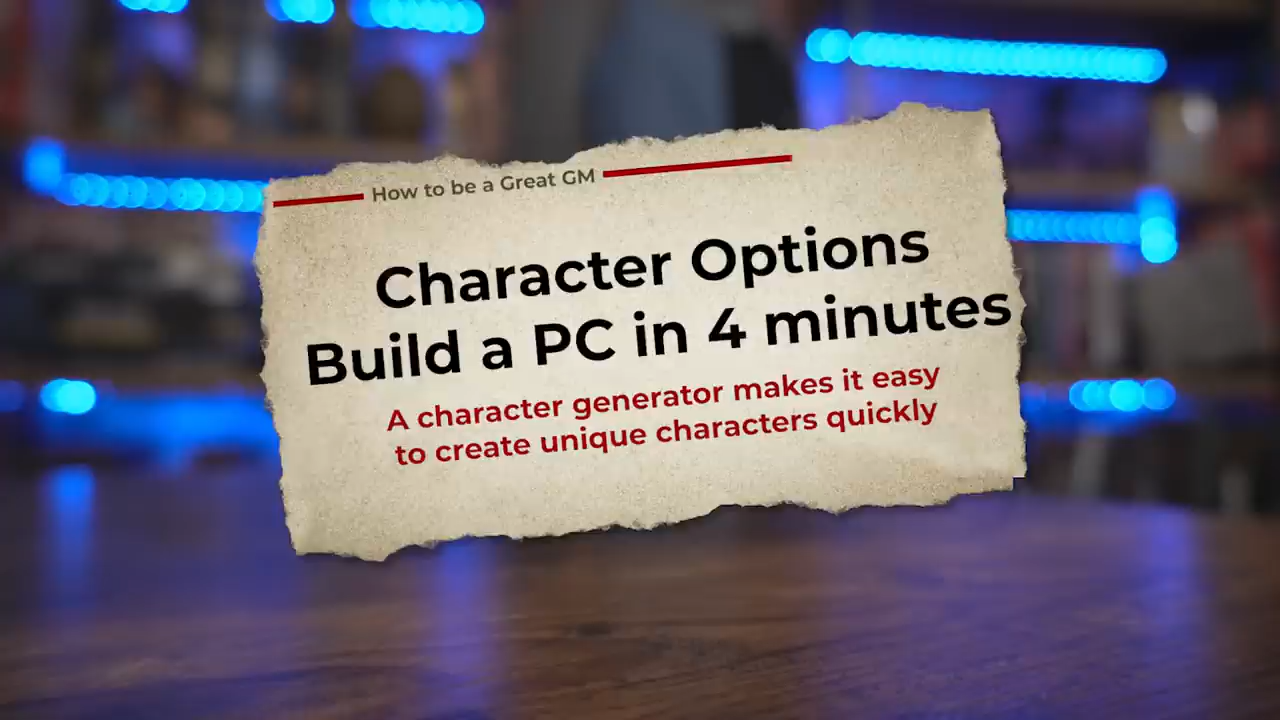 How to be a Great GM
Character Options
Build a PC in 4 minutes
A character generator makes it easy
to create unique characters quickly